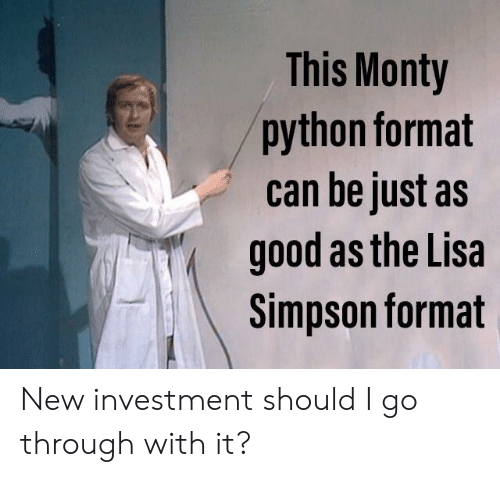 This Monty
python format
can be just as
good as the Lisa
Simpson format
New investment should I go
through with it?